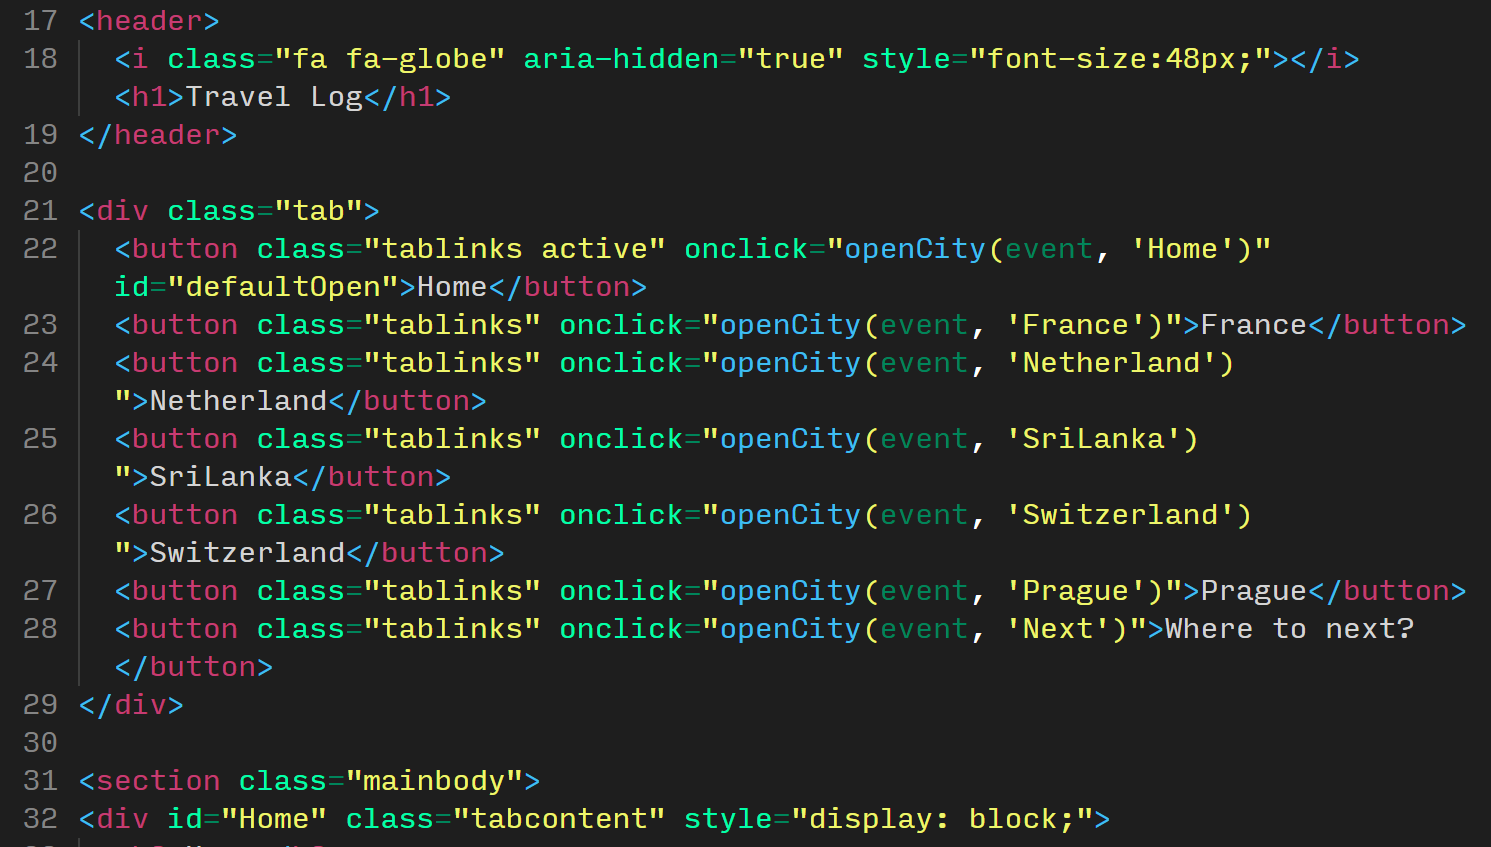 17 <header>
18 <i class="fa fa-globe" aria-hidden="true" style="font-size:48px;"></i>
<h1>Travel Log</h1>
19 </header>
20
21 <div class="tab">
22 <button class="tablinks active" onclick="openCity(event, 'Home')"
id="defaultOpen">Home</button>
23 <button class="tablinks" onclick="openCity(event, 'France')">France</button>
24 <button class="tablinks" onclick="openCity(event, 'Netherland')
">Netherland</button>
25 <button class="tablinks" onclick="openCity(event, 'SriLanka')
">SriLanka</button>
26 <button class="tablinks" onclick="openCity(event, 'Switzerland')
">Switzerland</button>
27 <button class="tablinks" onclick="openCity(event, 'Prague')">Prague</button>
28 <button class="tablinks" onclick="openCity(event, 'Next')">Where to next?
</button>
29 </div>
30
31 <section class="mainbody">
32 <div id="Home" class="tabcontent" style="display: block;">